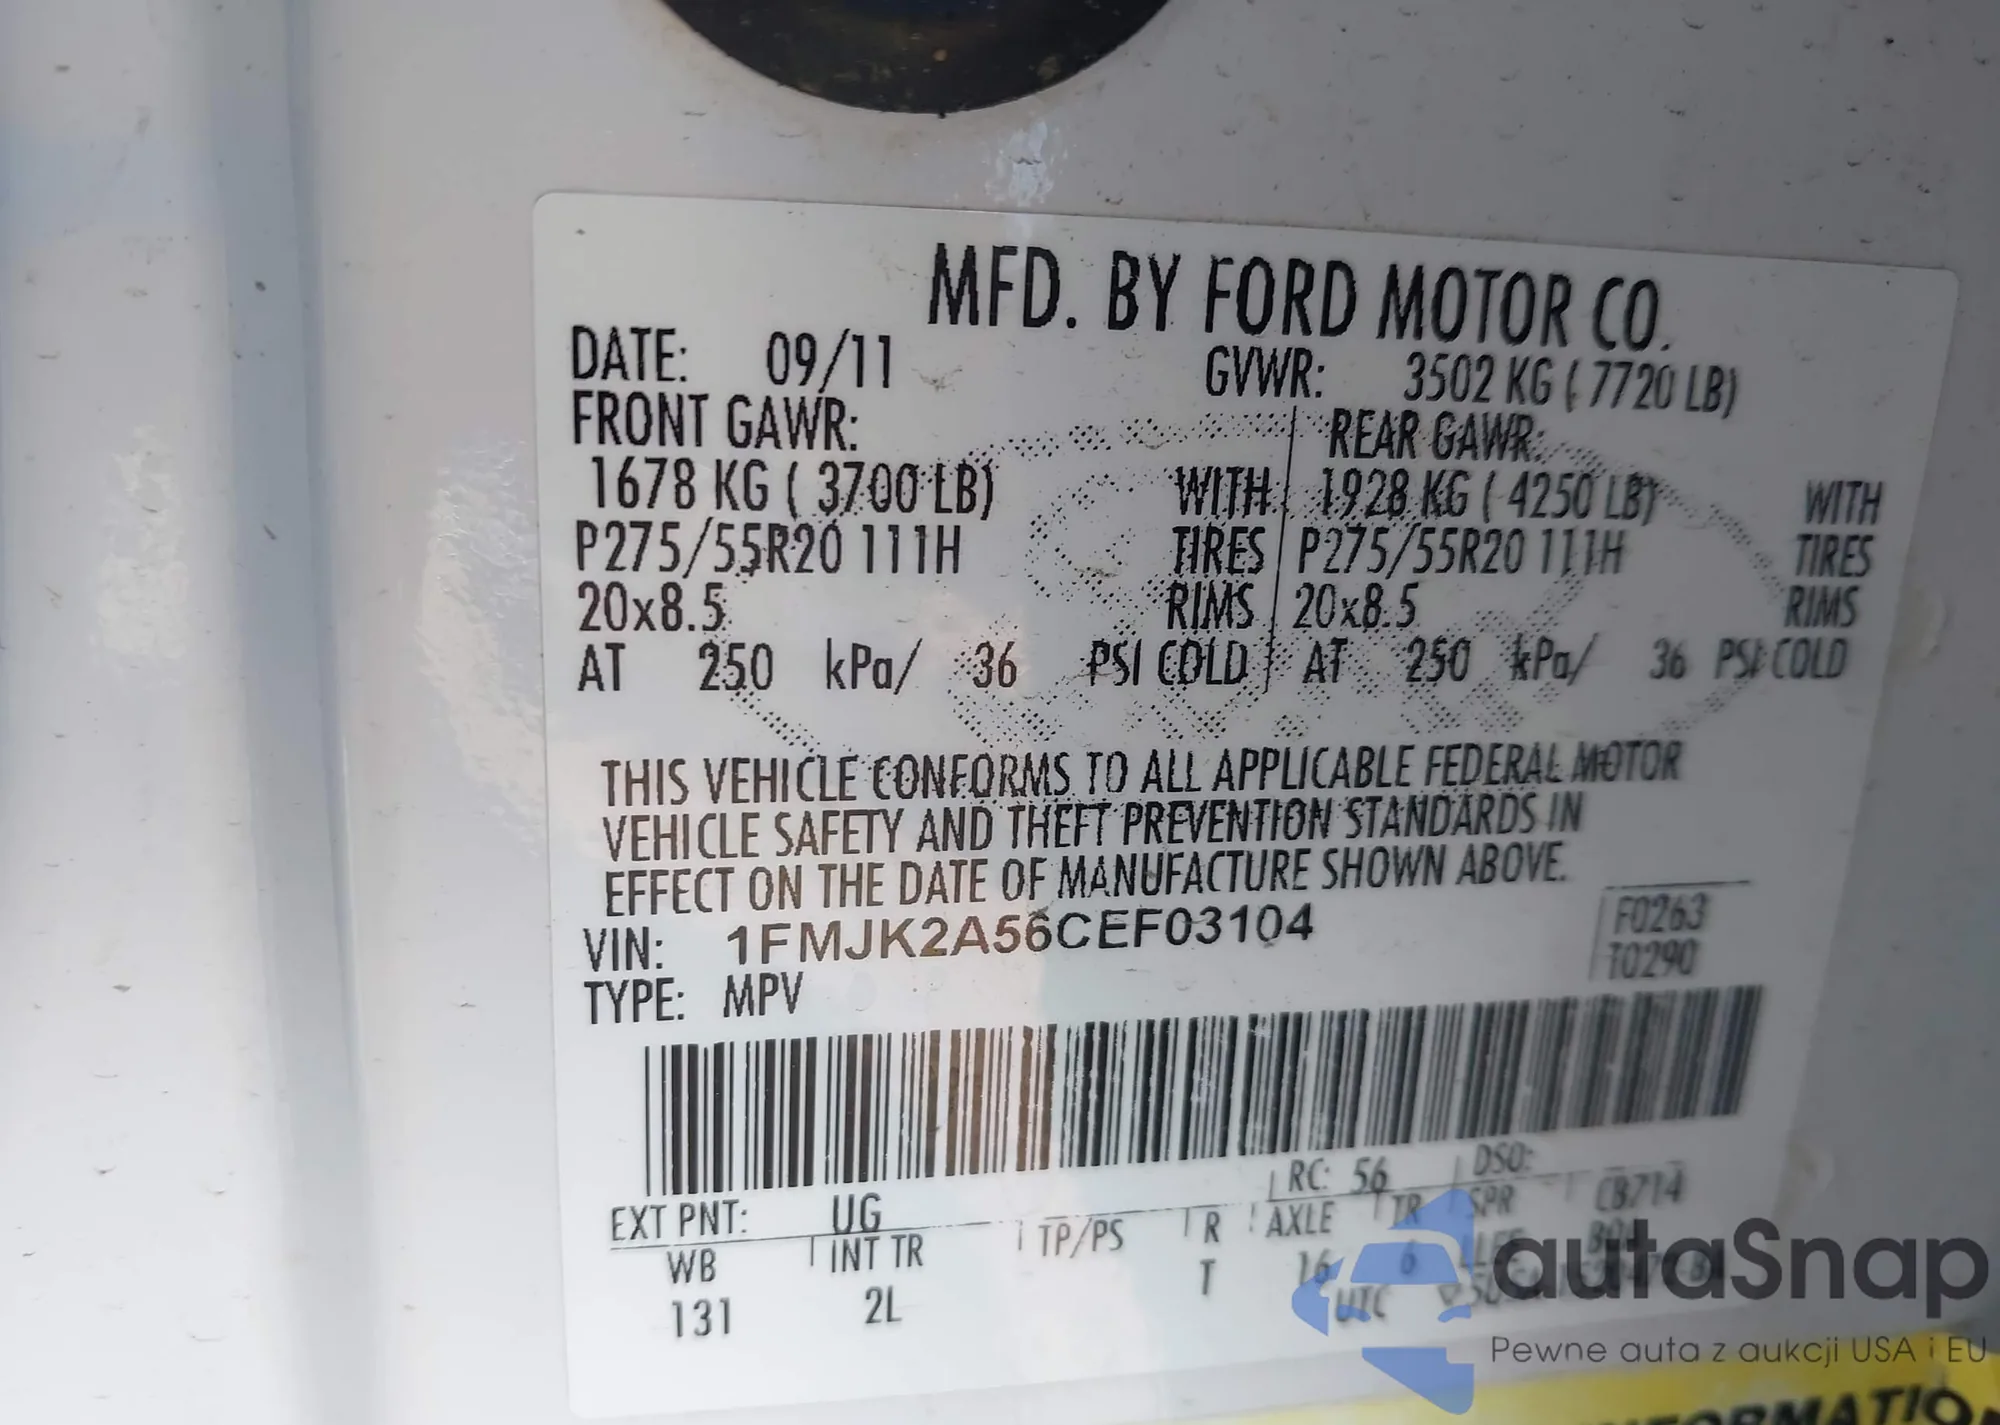 MFD. BY FORD MOTOR CO.
DATE: 09/11 GVWR: 3502 KG ( 7720 LB)
FRONT GAWR: REAR GAWR:
1678 KG ( 3700 LB) WITH 1928 KG ( 4250 LB) WITH
P275/55R20 111H TIRES P275/55R20 111H TIRES
20x8.5 RIMS 20x8.5 RIMS
AT 250 kPa/ 36 PSI COLD AT 250 kPa/ 36 PSI COLD
THIS VEHICLE CONFORMS TO ALL APPLICABLE FEDERAL MOTOR
VEHICLE SAFETY AND THEFT PREVENTION STANDARDS IN
EFFECT ON THE DATE OF MANUFACTURE SHOWN ABOVE.
F0263
VIN: 1FMJK2A56CEF03104
T0290
TYPE: MPV
EXT PNT: UG RC: 56 DSO:
WB INT TR TP/PS R AXLE TR SPR CB714
131 2L T 16 6
UTC
autaSnap
Pewne auta z aukcji USA i EU